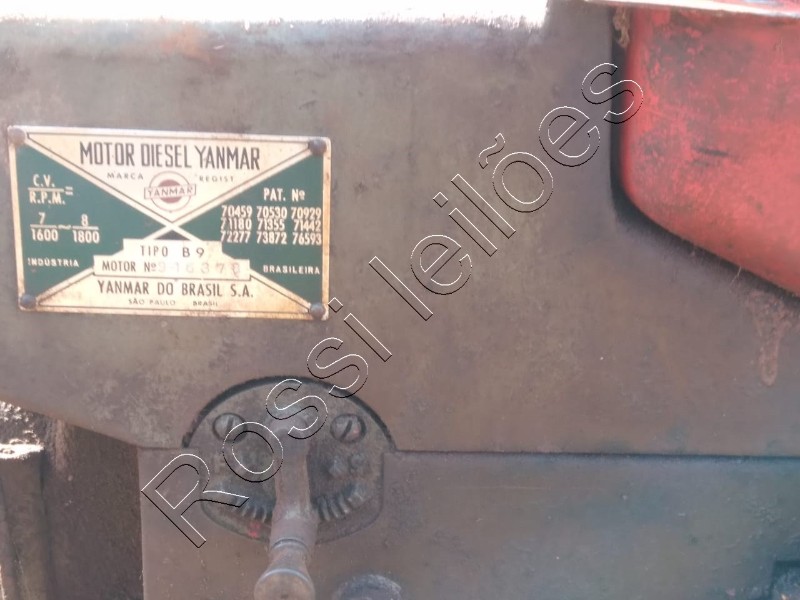 MOTOR DIESEL YANMAR
MARCA REGIST.
YANMAR
C.V.
R.P.M. =
7 ~ 8
1600 1800
PAT. Nº
70459 70530 70929
71180 71355 71442
72277 73872 76593
TIPO B9
INDÚSTRIA MOTOR Nº BRASILEIRA
YANMAR DO BRASIL S.A.
SÃO PAULO BRASIL
Rossi leilões